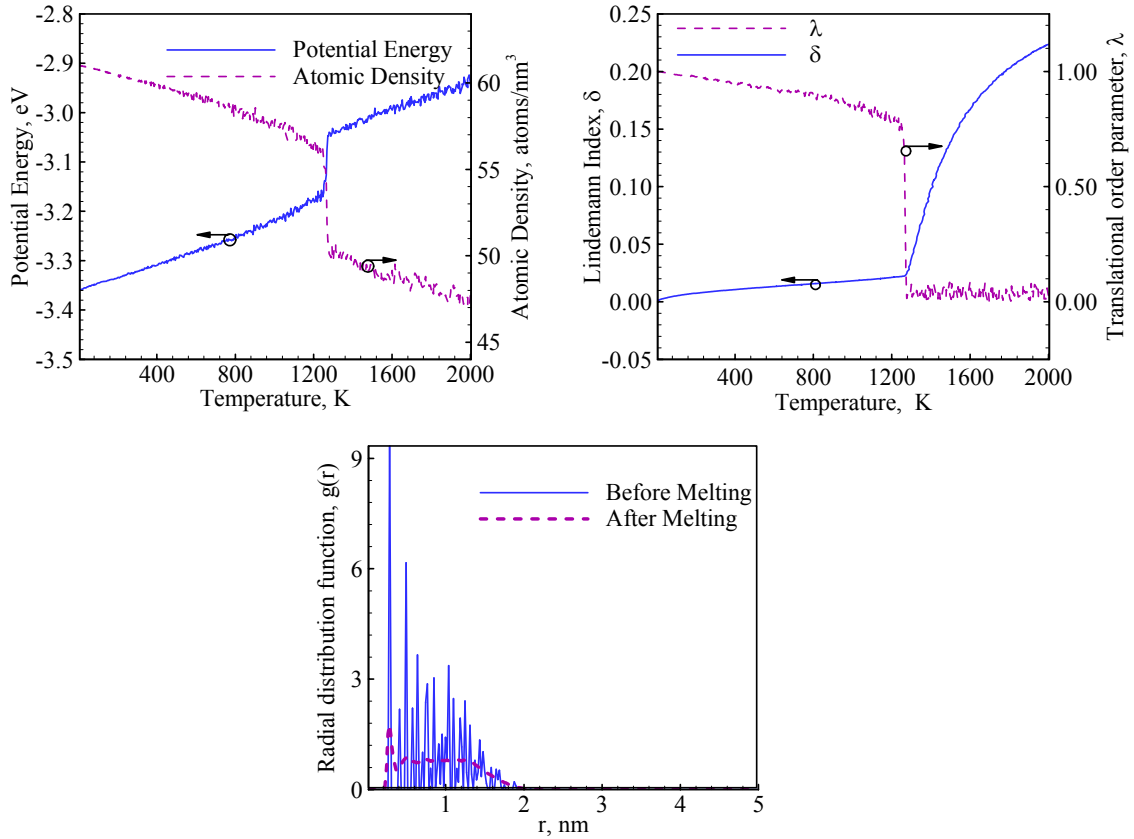 Potential Energy
Atomic Density
Potential Energy, eV
-2.8
-2.9
-3.0
-3.1
-3.2
-3.3
-3.4
-3.5
400
800
1200
1600
2000
Temperature, K
60
55
50
45
Atomic Density, atoms/nm³
λ
δ
Lindemann Index, δ
0.25
0.20
0.15
0.10
0.05
0.00
-0.05
400
800
1200
1600
2000
Temperature, K
1.00
0.50
0.00
Translational order parameter, λ
Before Melting
After Melting
Radial distribution function, g(r)
9
6
3
0
1
2
3
4
5
r, nm